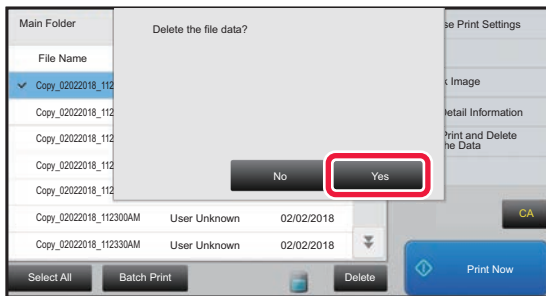 Main Folder
Delete the file data?
se Print Settings
File Name
Copy_02022018_112
k Image
Copy_02022018_112
Detail Information
Copy_02022018_112
Print and Delete
he Data
Copy_02022018_112
Copy_02022018_112
No
Yes
Copy_02022018_112300AM User Unknown 02/02/2018
CA
Copy_02022018_112330AM User Unknown 02/02/2018
Select All
Batch Print
Delete
Print Now